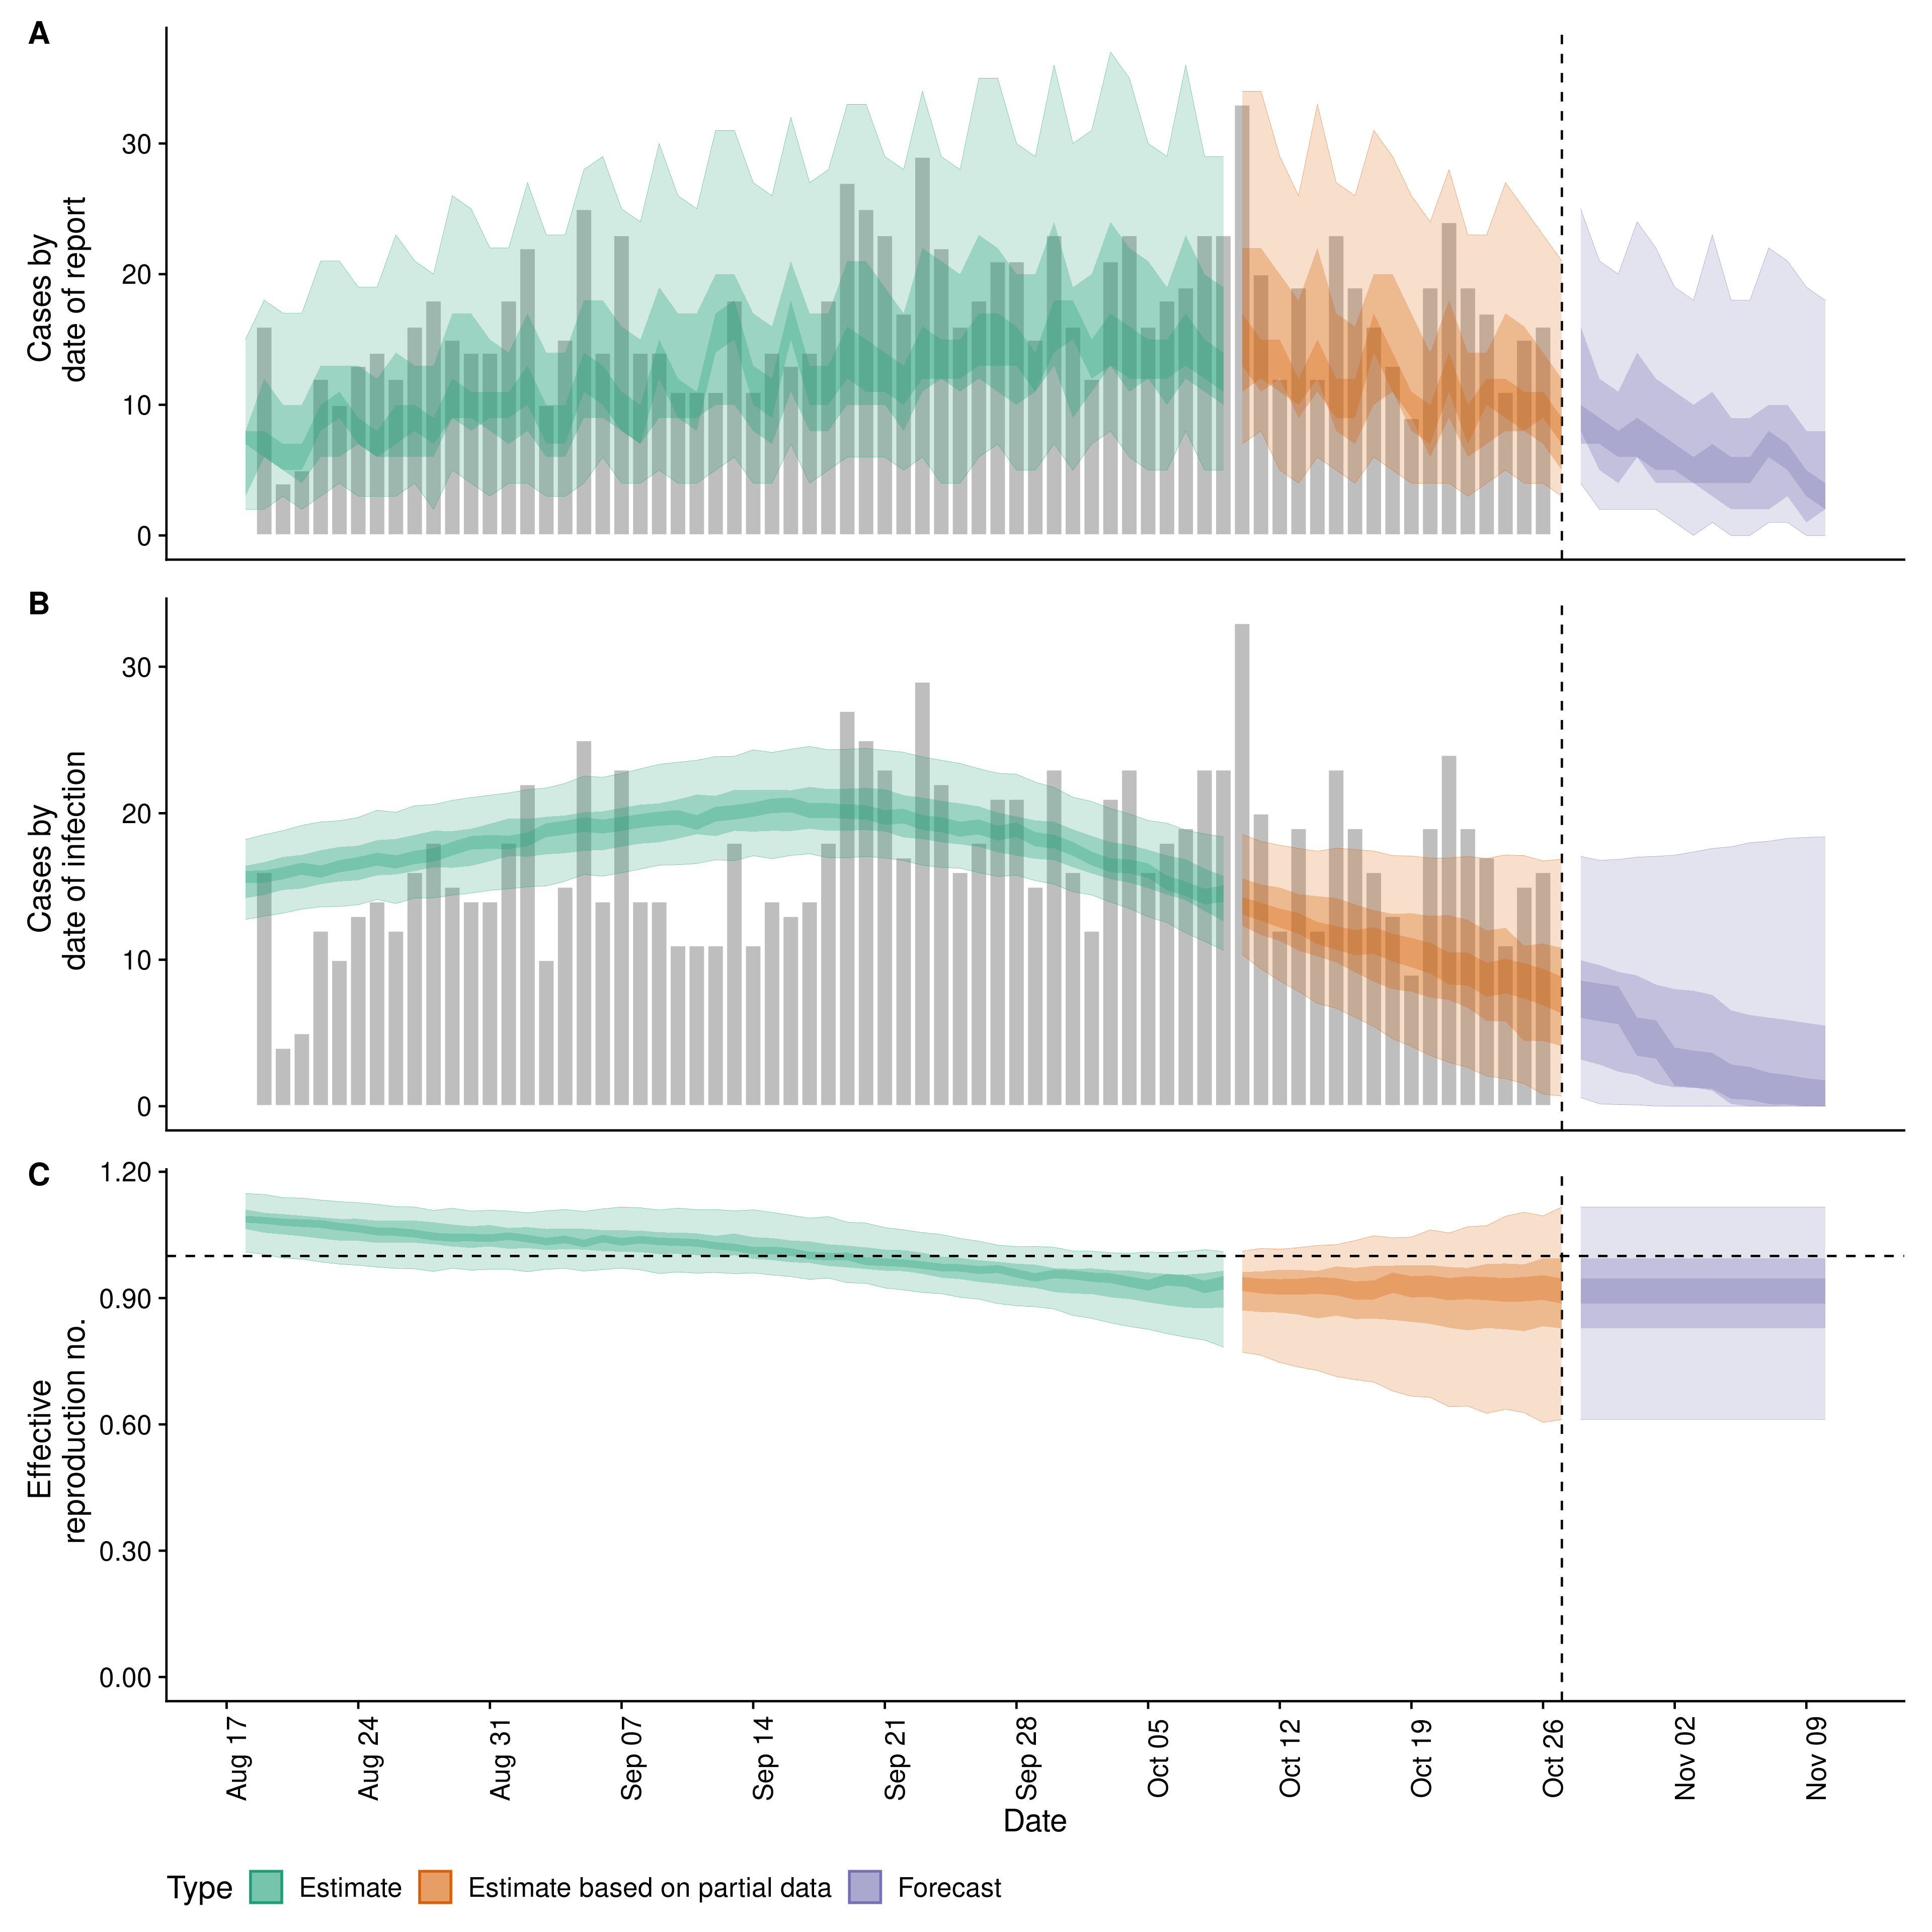 A
Cases by
date of report
30
20
10
0
B
Cases by
date of infection
30
20
10
0
C
Effective
reproduction no.
1.20
0.90
0.60
0.30
0.00
Aug 17
Aug 24
Aug 31
Sep 07
Sep 14
Sep 21
Sep 28
Oct 05
Oct 12
Oct 19
Oct 26
Nov 02
Nov 09
Date
Type Estimate Estimate based on partial data Forecast